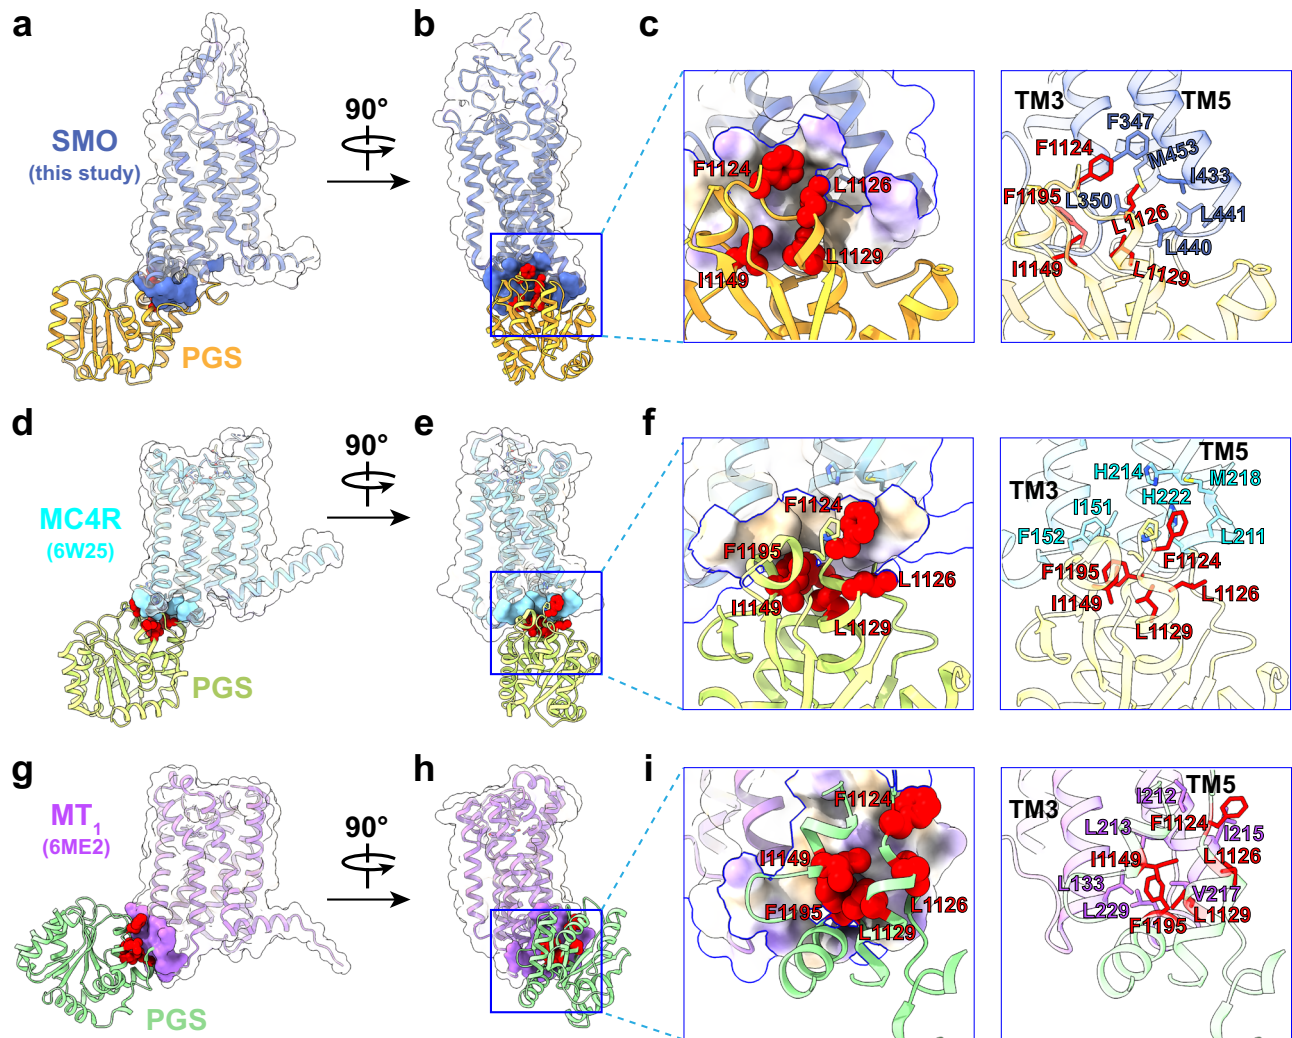 a
SMO
(this study)
PGS
90°
b
c
F1124
L1126
L1129
I1149
TM3
TM5
F347
F1124
M453
I433
F1195
L350
L1126
L441
L440
I1149
L1129
d
MC4R
(6W25)
PGS
90°
e
f
F1124
F1195
L1126
I1149
L1129
TM5
H214
M218
TM3
H222
I151
F152
L211
F1124
F1195
L1126
I1149
L1129
g
MT1
(6ME2)
PGS
90°
h
i
F1124
I1149
F1195
L1126
L1129
TM5
TM3
I212
F1124
L213
I215
I1149
L1126
L133
V217
L229
L1129
F1195